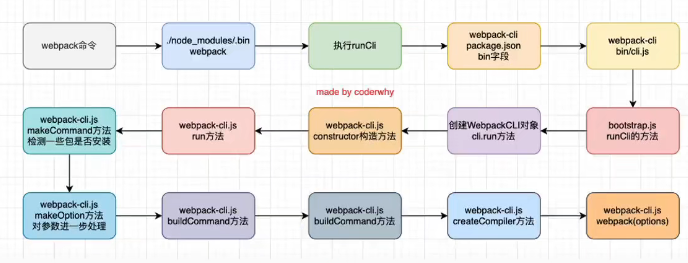 webpack命令
./node_modules/.bin
webpack
执行runCli
webpack-cli
package.json
bin字段
webpack-cli
bin/cli.js
made by coderwhy
webpack-cli.js
makeCommand方法
检测一些包是否安装
webpack-cli.js
run方法
webpack-cli.js
constructor构造方法
创建WebpackCLI对象
cli.run方法
bootstrap.js
runCli的方法
webpack-cli.js
makeOption方法
对参数进一步处理
webpack-cli.js
buildCommand方法
webpack-cli.js
buildCommand方法
webpack-cli.js
createCompiler方法
webpack-cli.js
webpack(options)